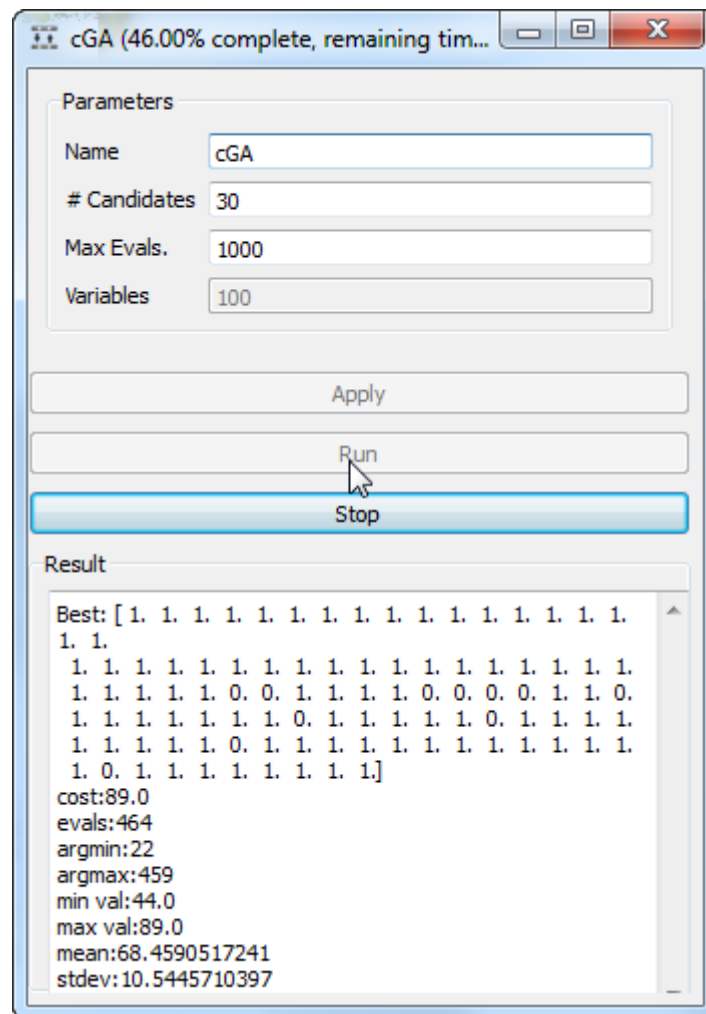 cGA (46.00% complete, remaining tim...
Parameters
Name cGA
# Candidates 30
Max Evals. 1000
Variables 100
Apply
Run
Stop
Result
Best: [ 1. 1. 1. 1. 1. 1. 1. 1. 1. 1. 1. 1. 1. 1. 1. 1.
1. 1.
1. 1. 1. 1. 1. 1. 1. 1. 1. 1. 1. 1. 1. 1. 1. 1. 1. 1.
1. 1. 1. 1. 1. 0. 0. 1. 1. 1. 1. 0. 0. 0. 0. 1. 1. 0.
1. 1. 1. 1. 1. 1. 1. 0. 1. 1. 1. 1. 1. 0. 1. 1. 1. 1.
1. 1. 1. 1. 1. 0. 1. 1. 1. 1. 1. 1. 1. 1. 1. 1. 1. 1.
1. 0. 1. 1. 1. 1. 1. 1. 1. 1.]
cost:89.0
evals:464
argmin:22
argmax:459
min val:44.0
max val:89.0
mean:68.4590517241
stdev:10.5445710397